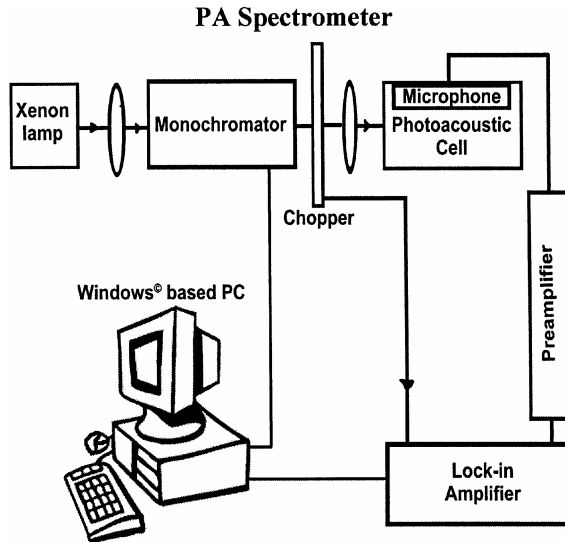 PA Spectrometer
Xenon
lamp
Monochromator
Microphone
Photoacoustic
Cell
Chopper
Preamplifier
Windows© based PC
Lock-in
Amplifier